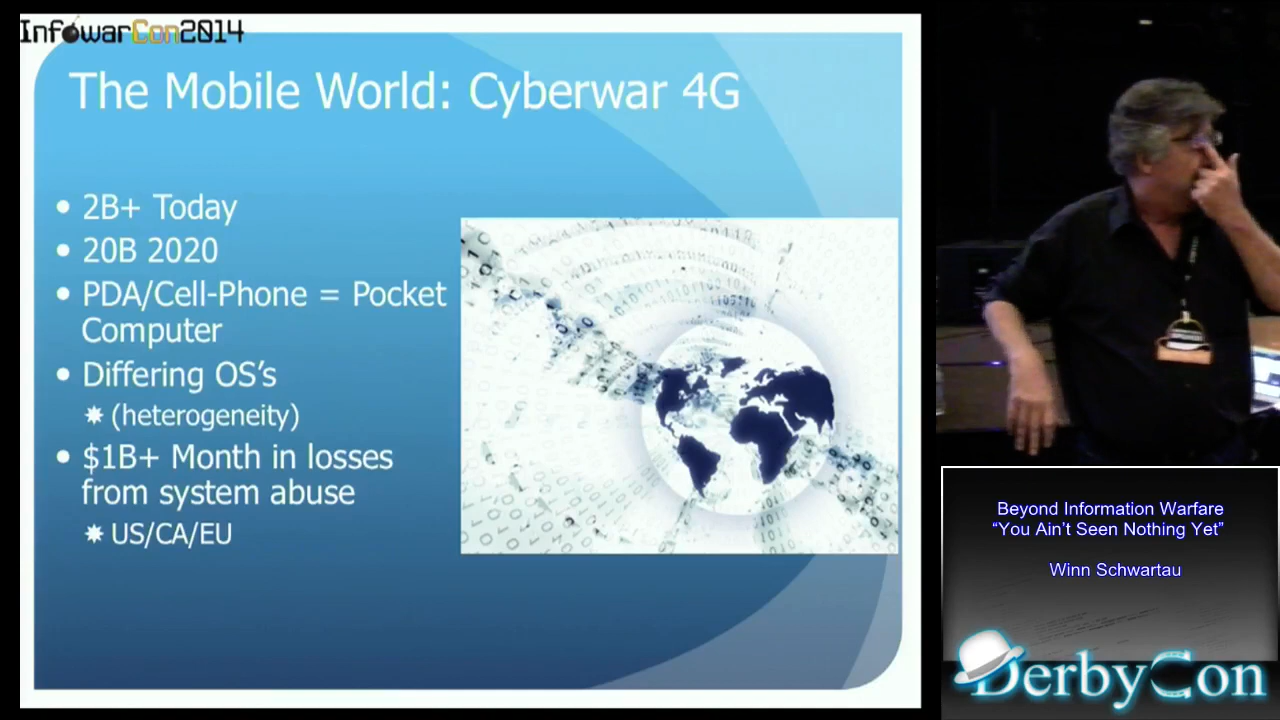 InfowarCon2014
The Mobile World: Cyberwar 4G
• 2B+ Today
• 20B 2020
• PDA/Cell-Phone = Pocket
Computer
• Differing OS's
✷ (heterogeneity)
• $1B+ Month in losses
from system abuse
✷ US/CA/EU
Beyond Information Warfare
“You Ain’t Seen Nothing Yet”
Winn Schwartau
DerbyCon